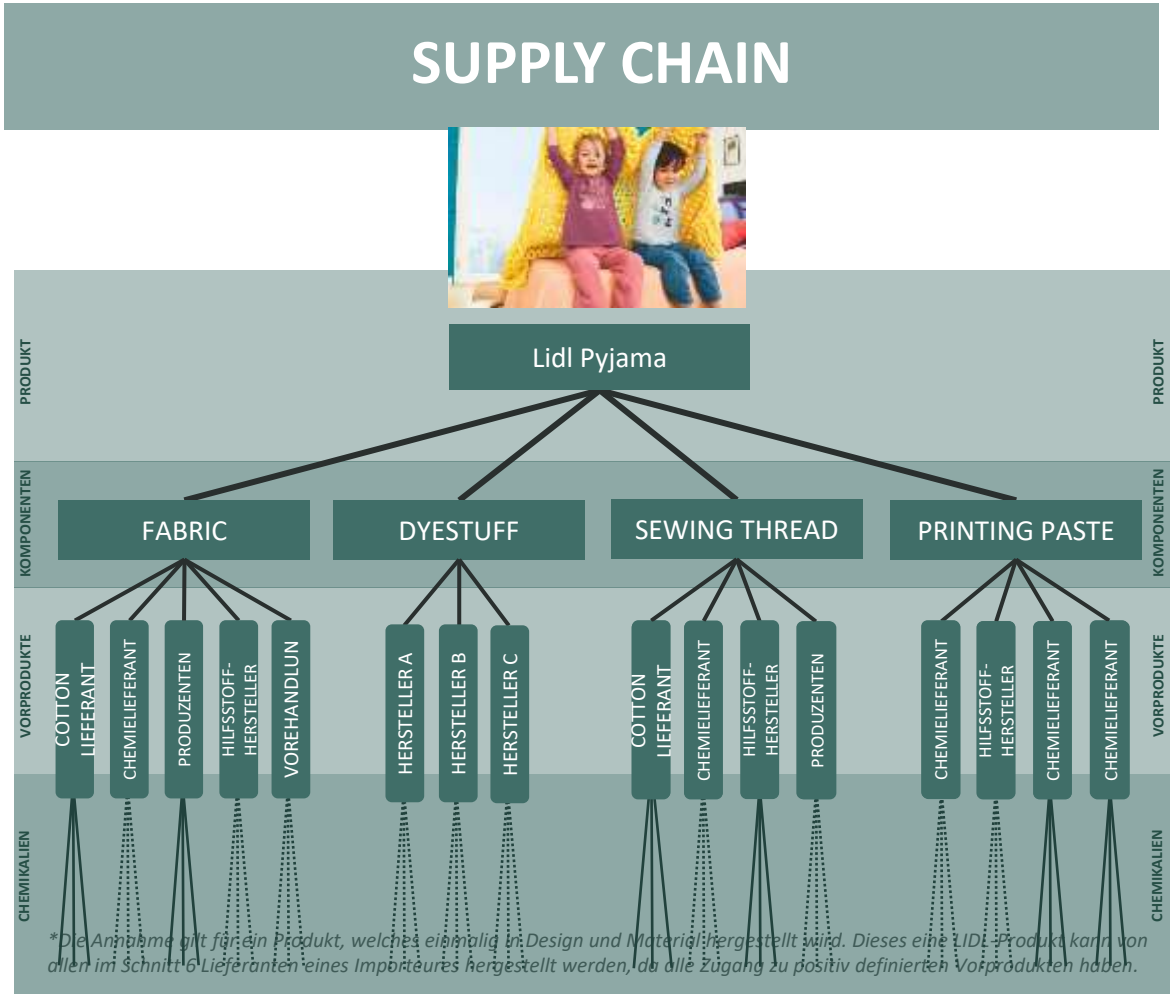 SUPPLY CHAIN
Lidl Pyjama
PRODUKT
PRODUKT
KOMPONENTEN
FABRIC
DYESTUFF
SEWING THREAD
PRINTING PASTE
KOMPONENTEN
VORPRODUKTE
COTTON
LIEFERANT
CHEMIELIEFERANT
PRODUZENTEN
HILFSSTOFF-
HERSTELLER
VOREHANDLUN
HERSTELLER A
HERSTELLER B
HERSTELLER C
COTTON
LIEFERANT
CHEMIELIEFERANT
HILFSSTOFF-
HERSTELLER
PRODUZENTEN
CHEMIELIEFERANT
HILFSSTOFF-
HERSTELLER
CHEMIELIEFERANT
CHEMIELIEFERANT
VORPRODUKTE
CHEMIKALIEN
CHEMIKALIEN
*Die Annahme gilt für ein Produkt, welches einmalig in Design und Material hergestellt wird. Dieses eine LIDL-Produkt kann von
allen im Schnitt 6 Lieferanten eines Importeures hergestellt werden, da alle Zugang zu positiv definierten Vorprodukten haben.